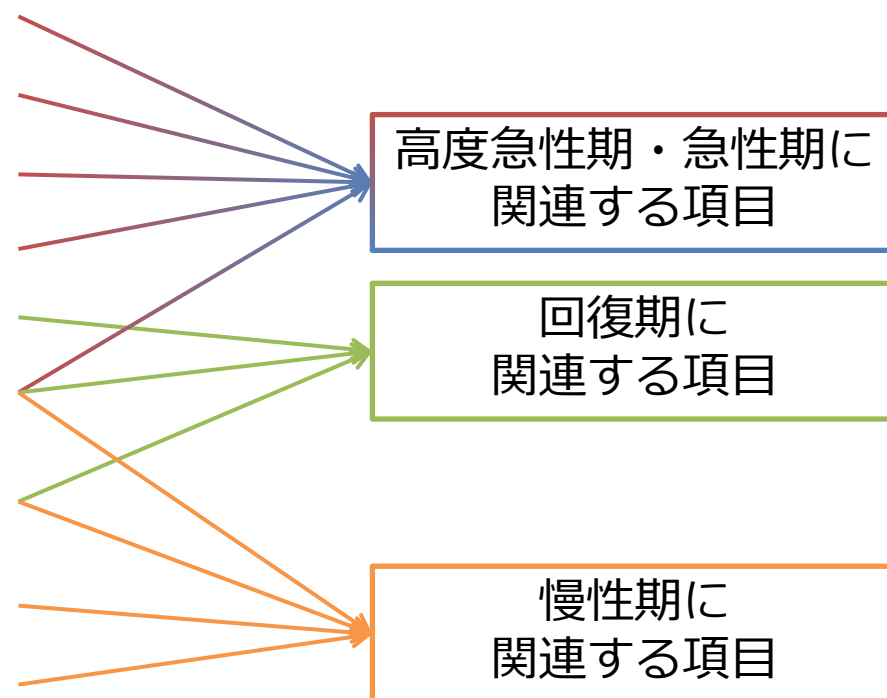 高度急性期・急性期に
関連する項目
回復期に
関連する項目
慢性期に
関連する項目